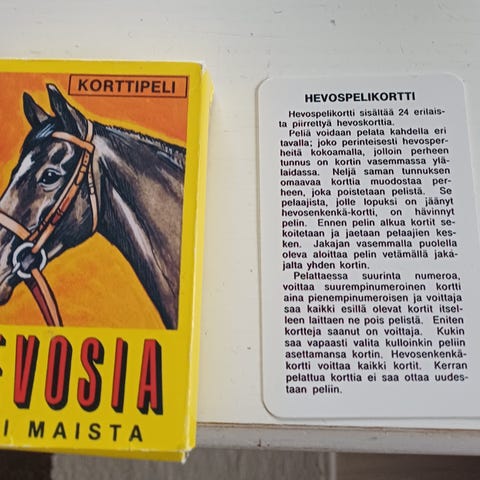 KORTTIPELI
VOSIA
I MAISTA
HEVOSPELIKORTTI
Hevospelikortti sisältää 24 erilais-
ta piirrettyä hevoskorttia.
Peliä voidaan pelata kahdella eri
tavalla; joko perinteisesti hevosper-
heitä kokoamalla, jolloin perheen
tunnus on kortin vasemmassa ylä-
laidassa. Neljä saman tunnuksen
omaavaa korttia muodostaa per-
heen, joka poistetaan pelistä. Se
pelaajista, jolle lopuksi on jäänyt
hevosenkenkä-kortti, on hävinnyt
pelin. Ennen pelin alkua kortit se-
koitetaan ja jaetaan pelaajien kes-
ken. Jakajan vasemmalla puolella
oleva aloittaa pelin vetämällä jaka-
jalta yhden kortin.
Pelattaessa suurinta numeroa,
voittaa suurempinumeroinen kortti
aina pienempinumeroisen ja voittaja
saa kaikki esillä olevat kortit itsel-
leen laittaen ne pois pelistä. Eniten
kortteja saanut on voittaja. Kukin
saa vapaasti valita kulloinkin peliin
asettamansa kortin. Hevosenkenkä-
kortti voittaa kaikki kortit. Kerran
pelattua korttia ei saa ottaa uudes-
taan peliin.